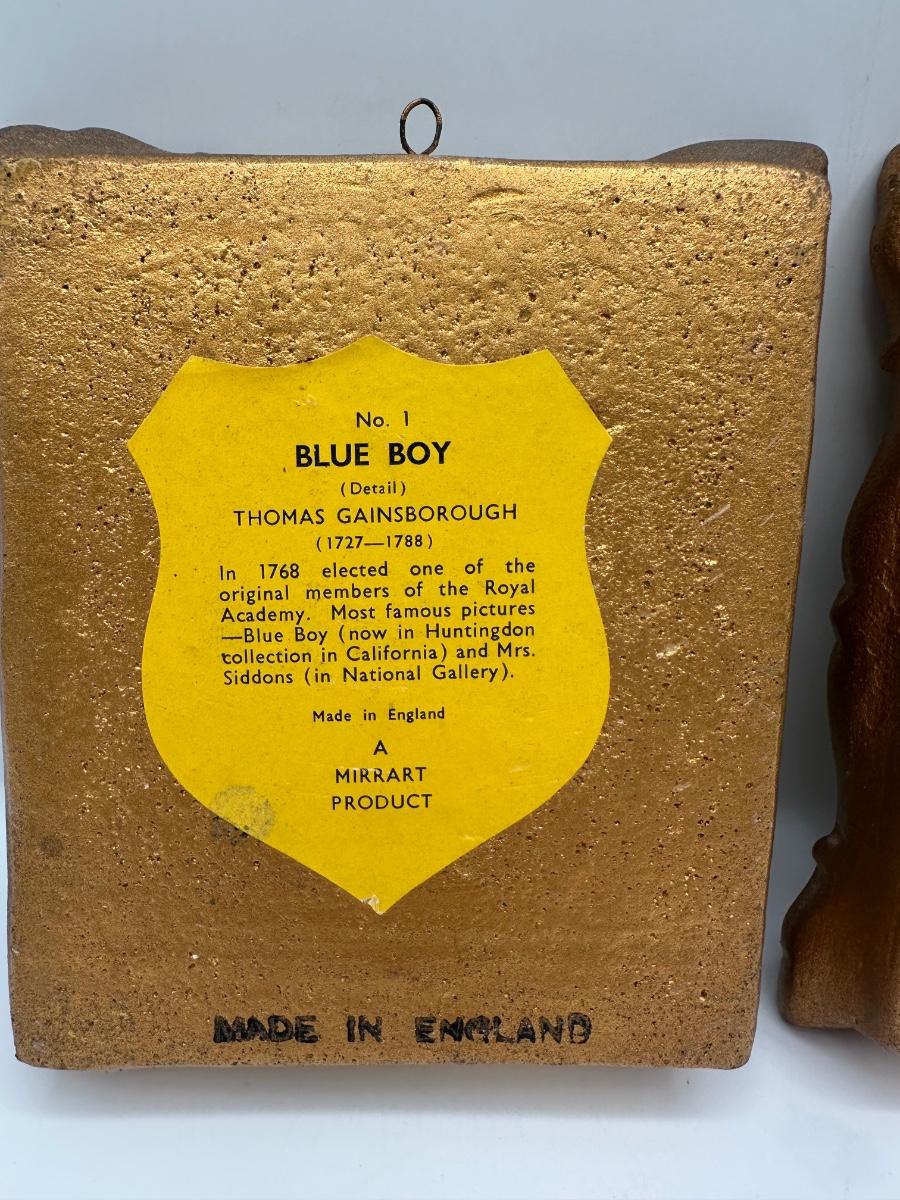 No. 1
BLUE BOY
(Detail)
THOMAS GAINSBOROUGH
(1727—1788)
In 1768 elected one of the
original members of the Royal
Academy. Most famous pictures
—Blue Boy (now in Huntingdon
collection in California) and Mrs.
Siddons (in National Gallery).
Made in England
A
MIRRART
PRODUCT
MADE IN ENGLAND